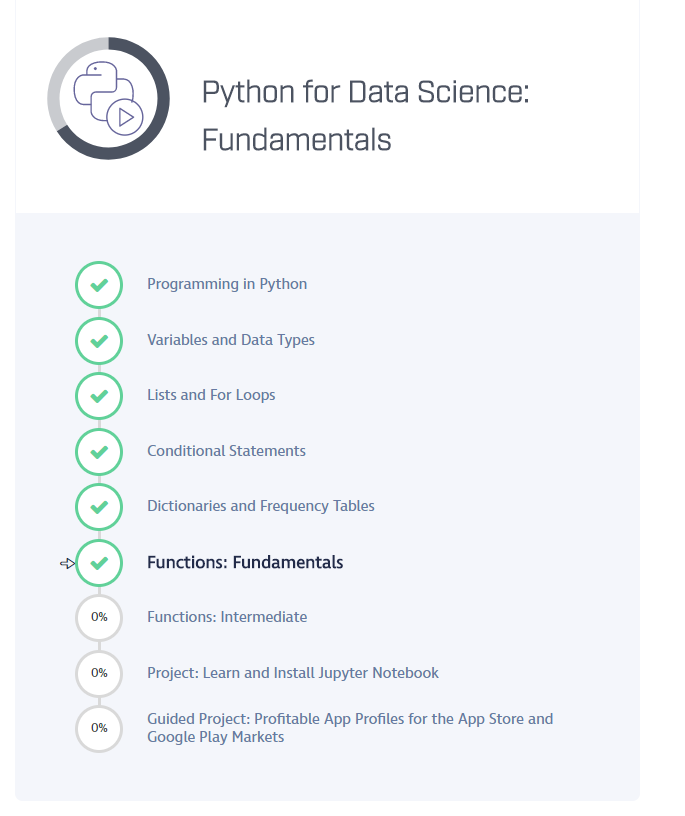 Python for Data Science:
Fundamentals
Programming in Python
Variables and Data Types
Lists and For Loops
Conditional Statements
Dictionaries and Frequency Tables
Functions: Fundamentals
0%
Functions: Intermediate
0%
Project: Learn and Install Jupyter Notebook
0%
Guided Project: Profitable App Profiles for the App Store and
Google Play Markets